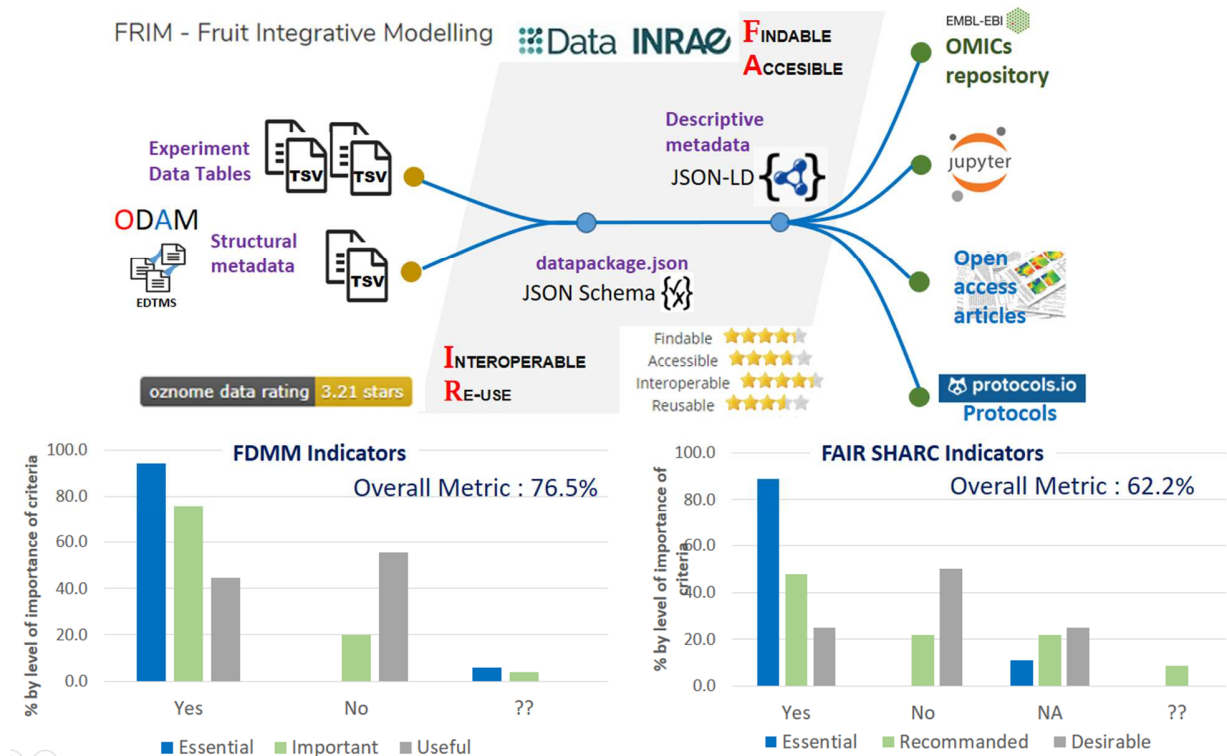 FRIM - Fruit Integrative Modelling
Data INRAE
FINDABLE
ACCESIBLE
EMBL-EBI
OMICs
repository
Experiment
Data Tables
TSV
TSV
Descriptive
metadata
JSON-LD
jupyter
ODAM
EDTMS
Structural
metadata
TSV
datapackage.json
JSON Schema
Open
access
articles
INTEROPERABLE
RE-USE
Findable
Accessible
Interoperable
Reusable
oznome data rating 3.21 stars
protocols.io
Protocols
FDMM Indicators
Overall Metric : 76.5%
% by level of importance of criteria
100.0
80.0
60.0
40.0
20.0
0.0
Yes No ??
Essential Important Useful
FAIR SHARC Indicators
Overall Metric : 62.2%
% by level of importance of
criteria
100.0
80.0
60.0
40.0
20.0
0.0
Yes No NA ??
Essential Recommanded Desirable